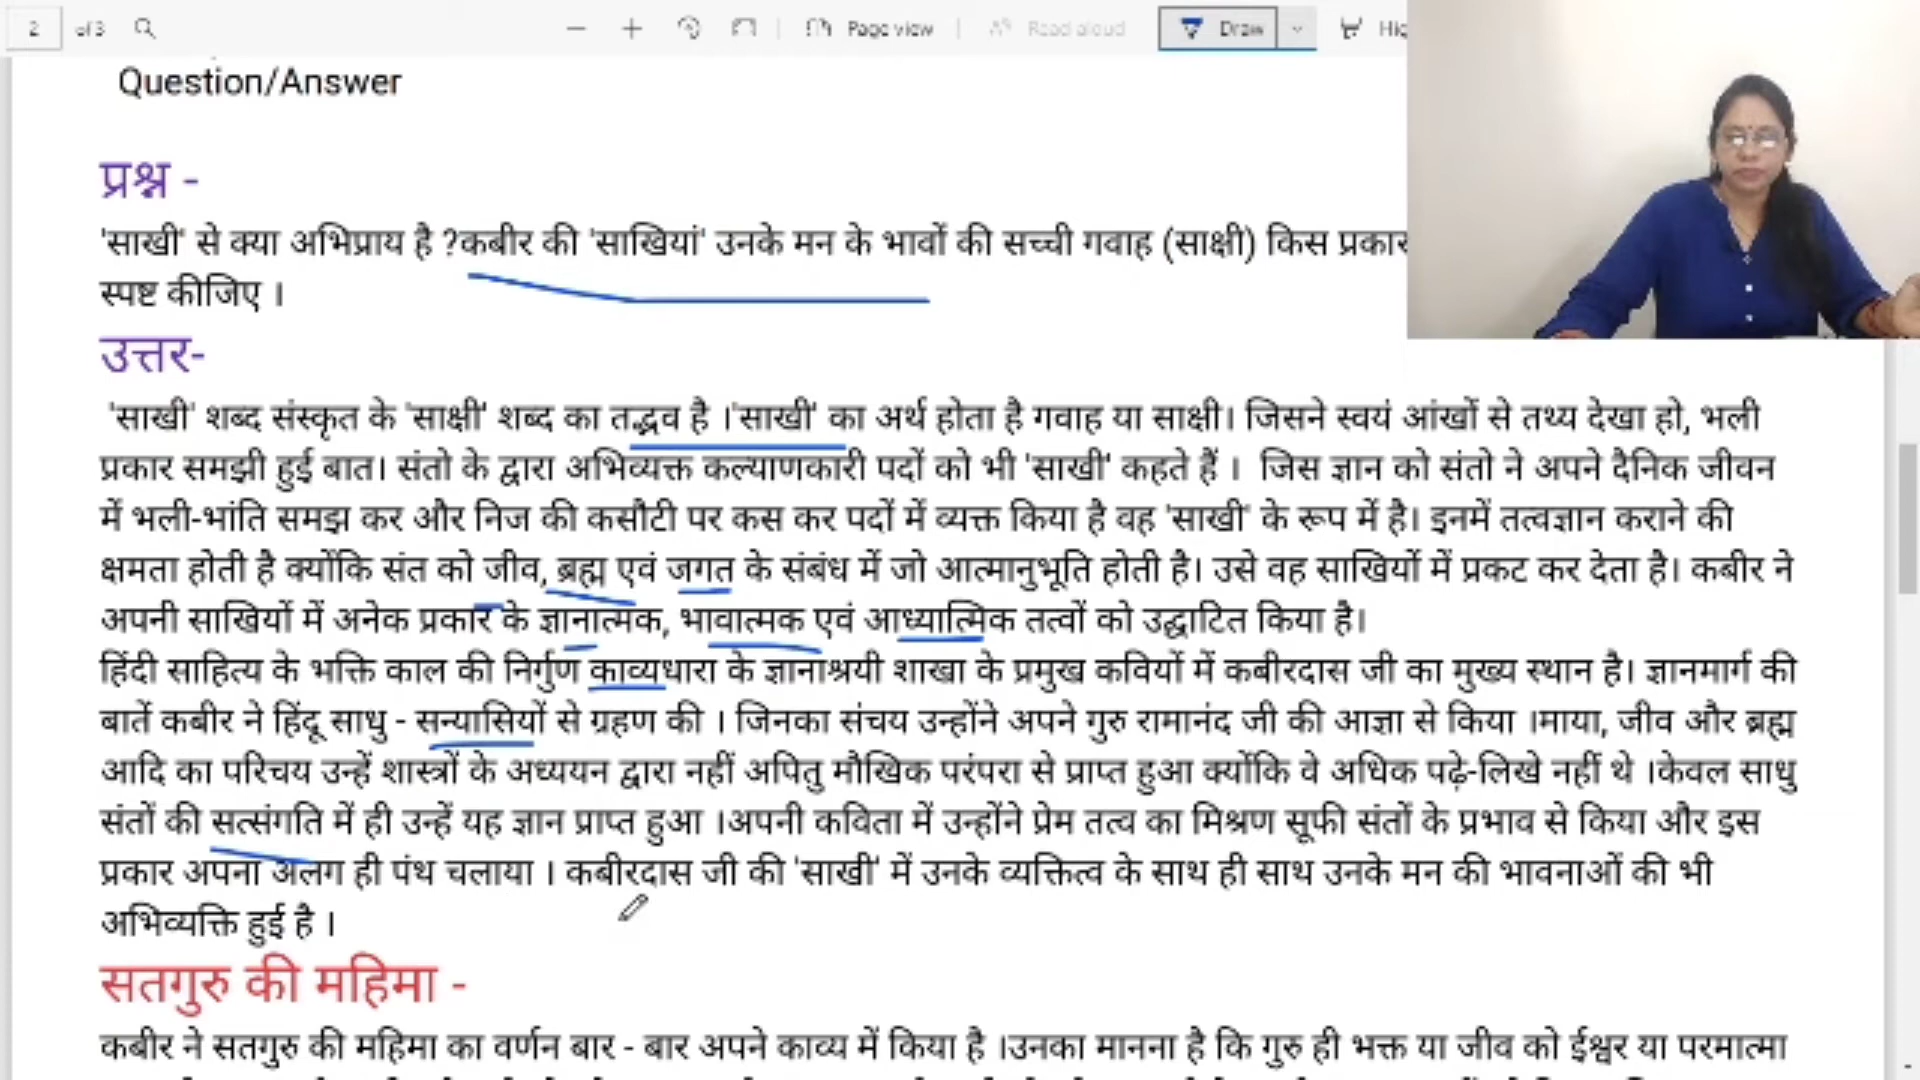 2 of 3 Page view Read aloud Draw
Question/Answer
प्रश्न -
'साखी' से क्या अभिप्राय है ?कबीर की 'साखियां' उनके मन के भावों की सच्ची गवाह (साक्षी) किस प्रकार
स्पष्ट कीजिए ।
उत्तर-
'साखी' शब्द संस्कृत के 'साक्षी' शब्द का तद्भव है ।'साखी' का अर्थ होता है गवाह या साक्षी। जिसने स्वयं आंखों से तथ्य देखा हो, भली
प्रकार समझी हुई बात। संतो के द्वारा अभिव्यक्त कल्याणकारी पदों को भी 'साखी' कहते हैं । जिस ज्ञान को संतो ने अपने दैनिक जीवन
में भली-भांति समझ कर और निज की कसौटी पर कस कर पदों में व्यक्त किया है वह 'साखी' के रूप में है। इनमें तत्वज्ञान कराने की
क्षमता होती है क्योंकि संत को जीव, ब्रह्म एवं जगत के संबंध में जो आत्मानुभूति होती है। उसे वह साखियों में प्रकट कर देता है। कबीर ने
अपनी साखियों में अनेक प्रकार के ज्ञानात्मक, भावात्मक एवं आध्यात्मिक तत्वों को उद्घाटित किया है।
हिंदी साहित्य के भक्ति काल की निर्गुण काव्यधारा के ज्ञानाश्रयी शाखा के प्रमुख कवियों में कबीरदास जी का मुख्य स्थान है। ज्ञानमार्ग की
बातें कबीर ने हिंदू साधु - सन्यासियों से ग्रहण की । जिनका संचय उन्होंने अपने गुरु रामानंद जी की आज्ञा से किया ।माया, जीव और ब्रह्म
आदि का परिचय उन्हें शास्त्रों के अध्ययन द्वारा नहीं अपितु मौखिक परंपरा से प्राप्त हुआ क्योंकि वे अधिक पढ़े-लिखे नहीं थे ।केवल साधु
संतों की सत्संगति में ही उन्हें यह ज्ञान प्राप्त हुआ ।अपनी कविता में उन्होंने प्रेम तत्व का मिश्रण सूफी संतों के प्रभाव से किया और इस
प्रकार अपना अलग ही पंथ चलाया । कबीरदास जी की 'साखी' में उनके व्यक्तित्व के साथ ही साथ उनके मन की भावनाओं की भी
अभिव्यक्ति हुई है ।
सतगुरु की महिमा -
कबीर ने सतगुरु की महिमा का वर्णन बार - बार अपने काव्य में किया है ।उनका मानना है कि गुरु ही भक्त या जीव को ईश्वर या परमात्मा